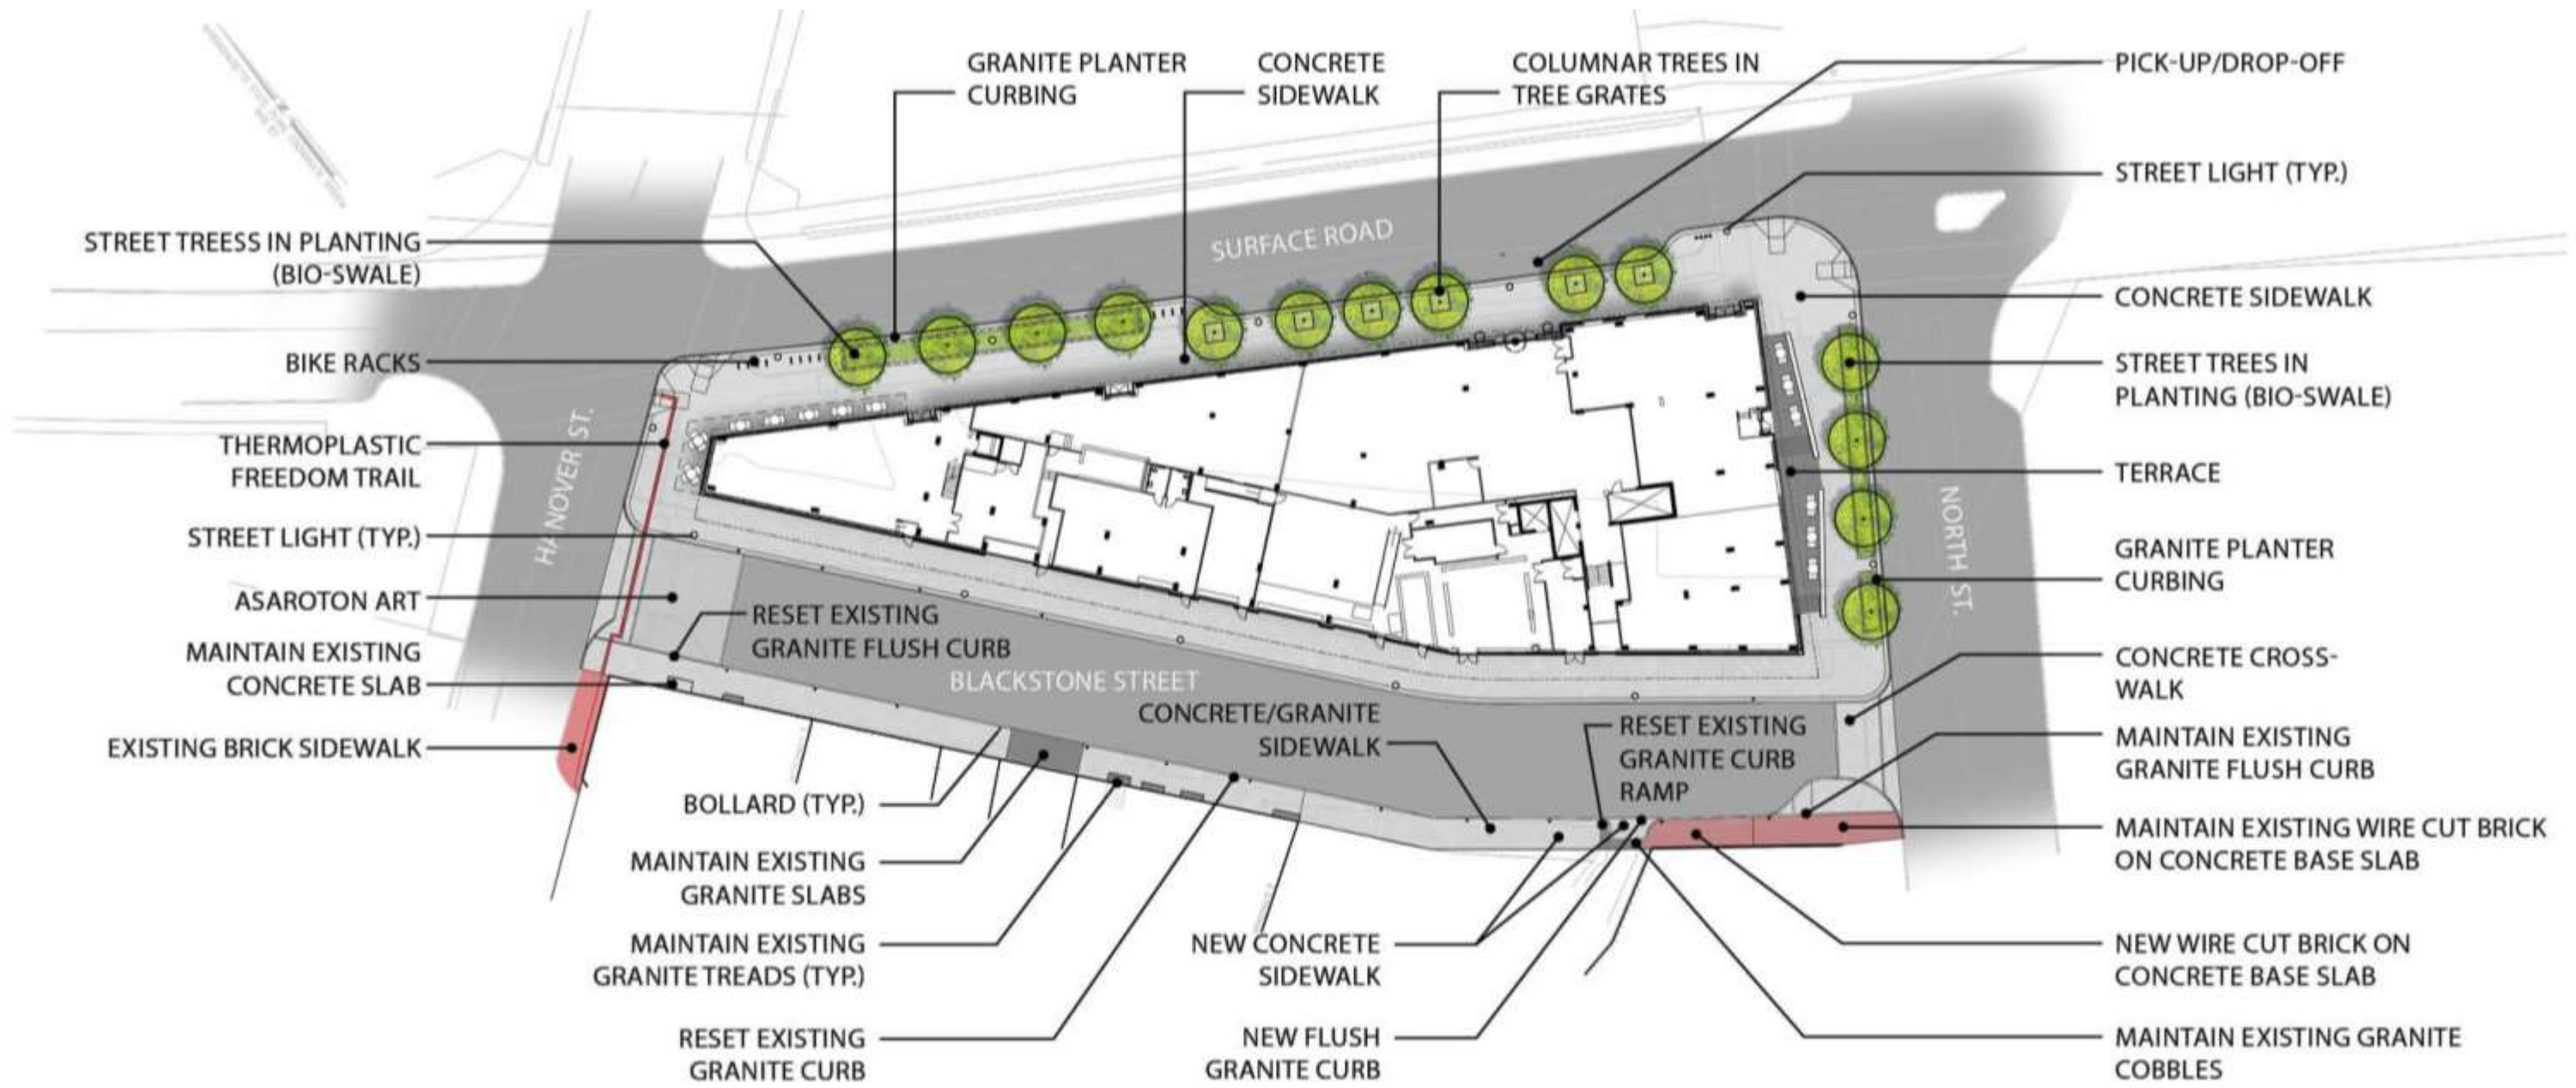 GRANITE PLANTER
CURBING
CONCRETE
SIDEWALK
COLUMNAR TREES IN
TREE GRATES
PICK-UP/DROP-OFF
STREET LIGHT (TYP.)
CONCRETE SIDEWALK
STREET TREES IN
PLANTING (BIO-SWALE)
TERRACE
GRANITE PLANTER
CURBING
CONCRETE CROSS-
WALK
MAINTAIN EXISTING
GRANITE FLUSH CURB
MAINTAIN EXISTING WIRE CUT BRICK
ON CONCRETE BASE SLAB
NEW WIRE CUT BRICK ON
CONCRETE BASE SLAB
MAINTAIN EXISTING GRANITE
COBBLES
STREET TREESS IN PLANTING
(BIO-SWALE)
BIKE RACKS
THERMOPLASTIC
FREEDOM TRAIL
STREET LIGHT (TYP.)
ASAROTON ART
MAINTAIN EXISTING
CONCRETE SLAB
EXISTING BRICK SIDEWALK
SURFACE ROAD
HANOVER ST.
NORTH ST.
BLACKSTONE STREET
RESET EXISTING
GRANITE FLUSH CURB
CONCRETE/GRANITE
SIDEWALK
RESET EXISTING
GRANITE CURB
RAMP
BOLLARD (TYP.)
MAINTAIN EXISTING
GRANITE SLABS
MAINTAIN EXISTING
GRANITE TREADS (TYP.)
RESET EXISTING
GRANITE CURB
NEW CONCRETE
SIDEWALK
NEW FLUSH
GRANITE CURB